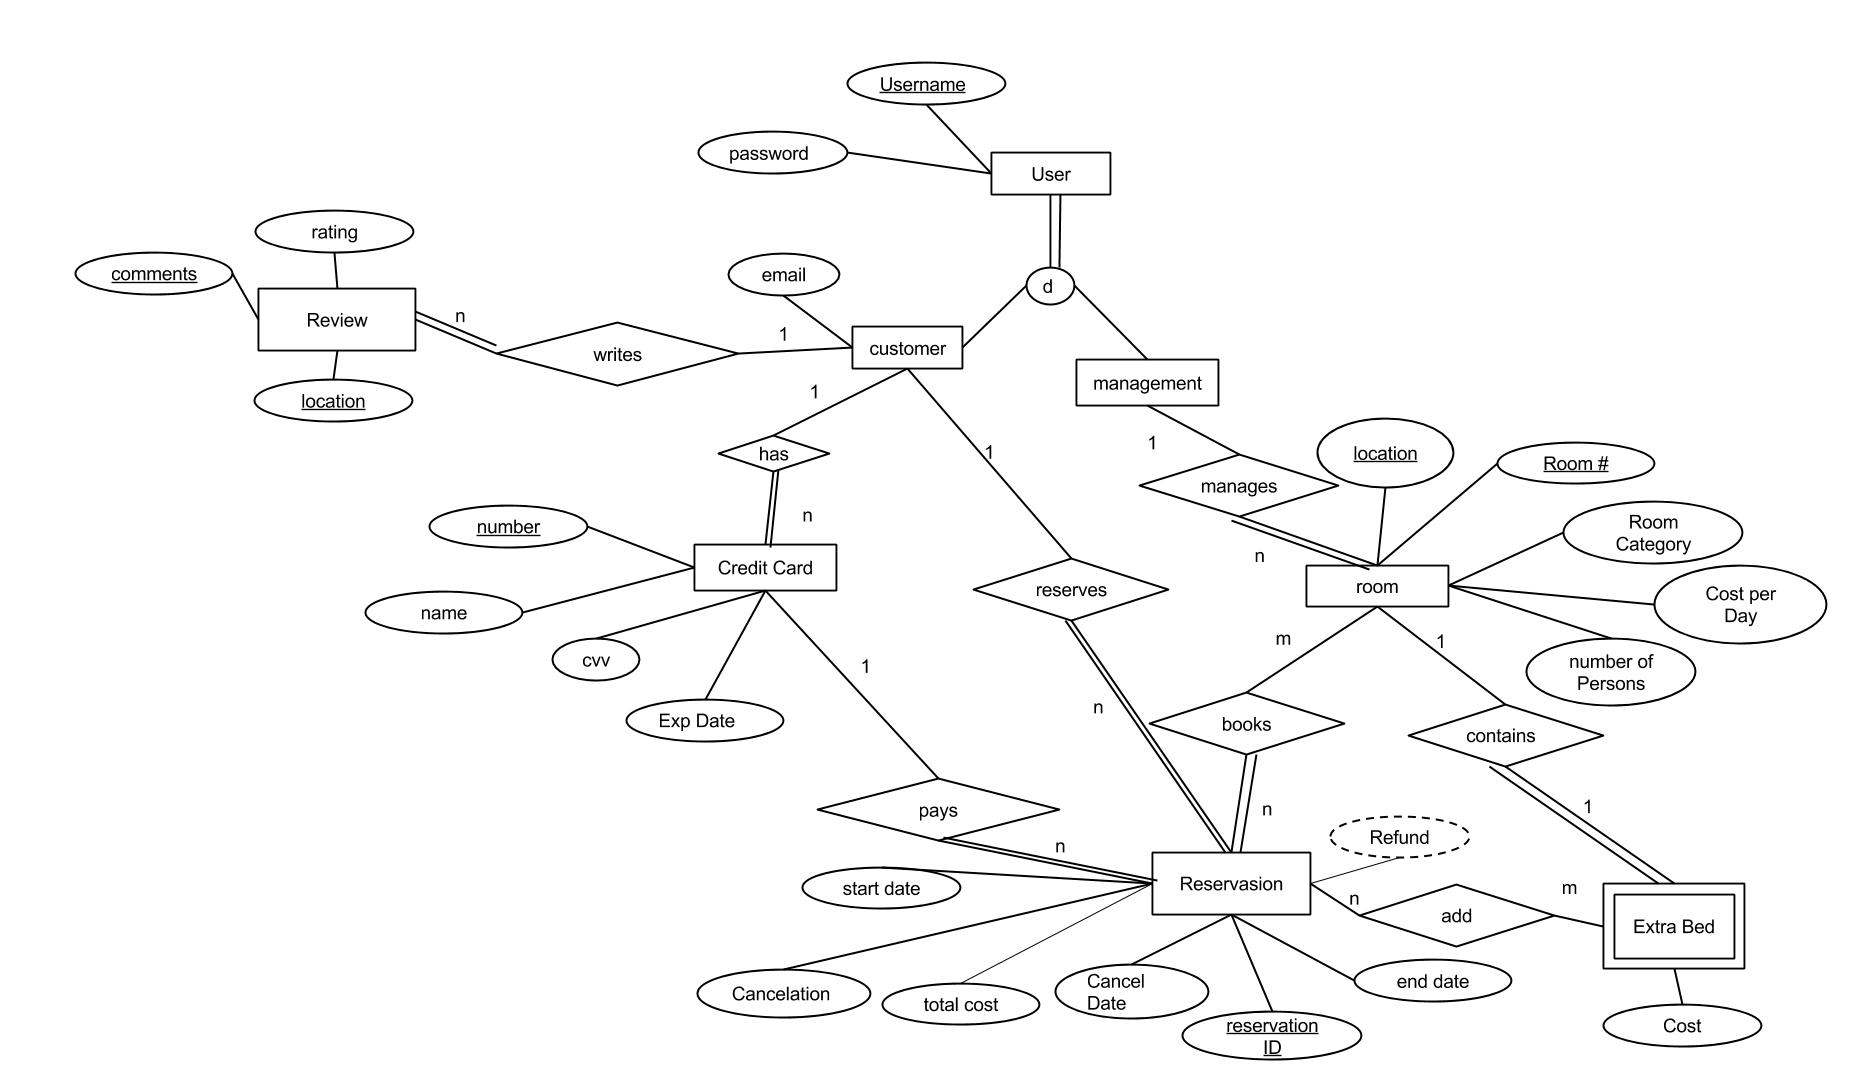 Username
password
User
rating
comments
Review
location
n
writes
1
email
customer
d
management
1
has
n
1
1
manages
n
location
Room #
Room
Category
Cost per
Day
number of
Persons
room
number
name
cvv
Exp Date
Credit Card
reserves
n
m
books
n
1
contains
1
1
pays
n
start date
Reservasion
Refund
n
add
m
Extra Bed
Cancelation
total cost
Cancel
Date
reservation
ID
end date
Cost